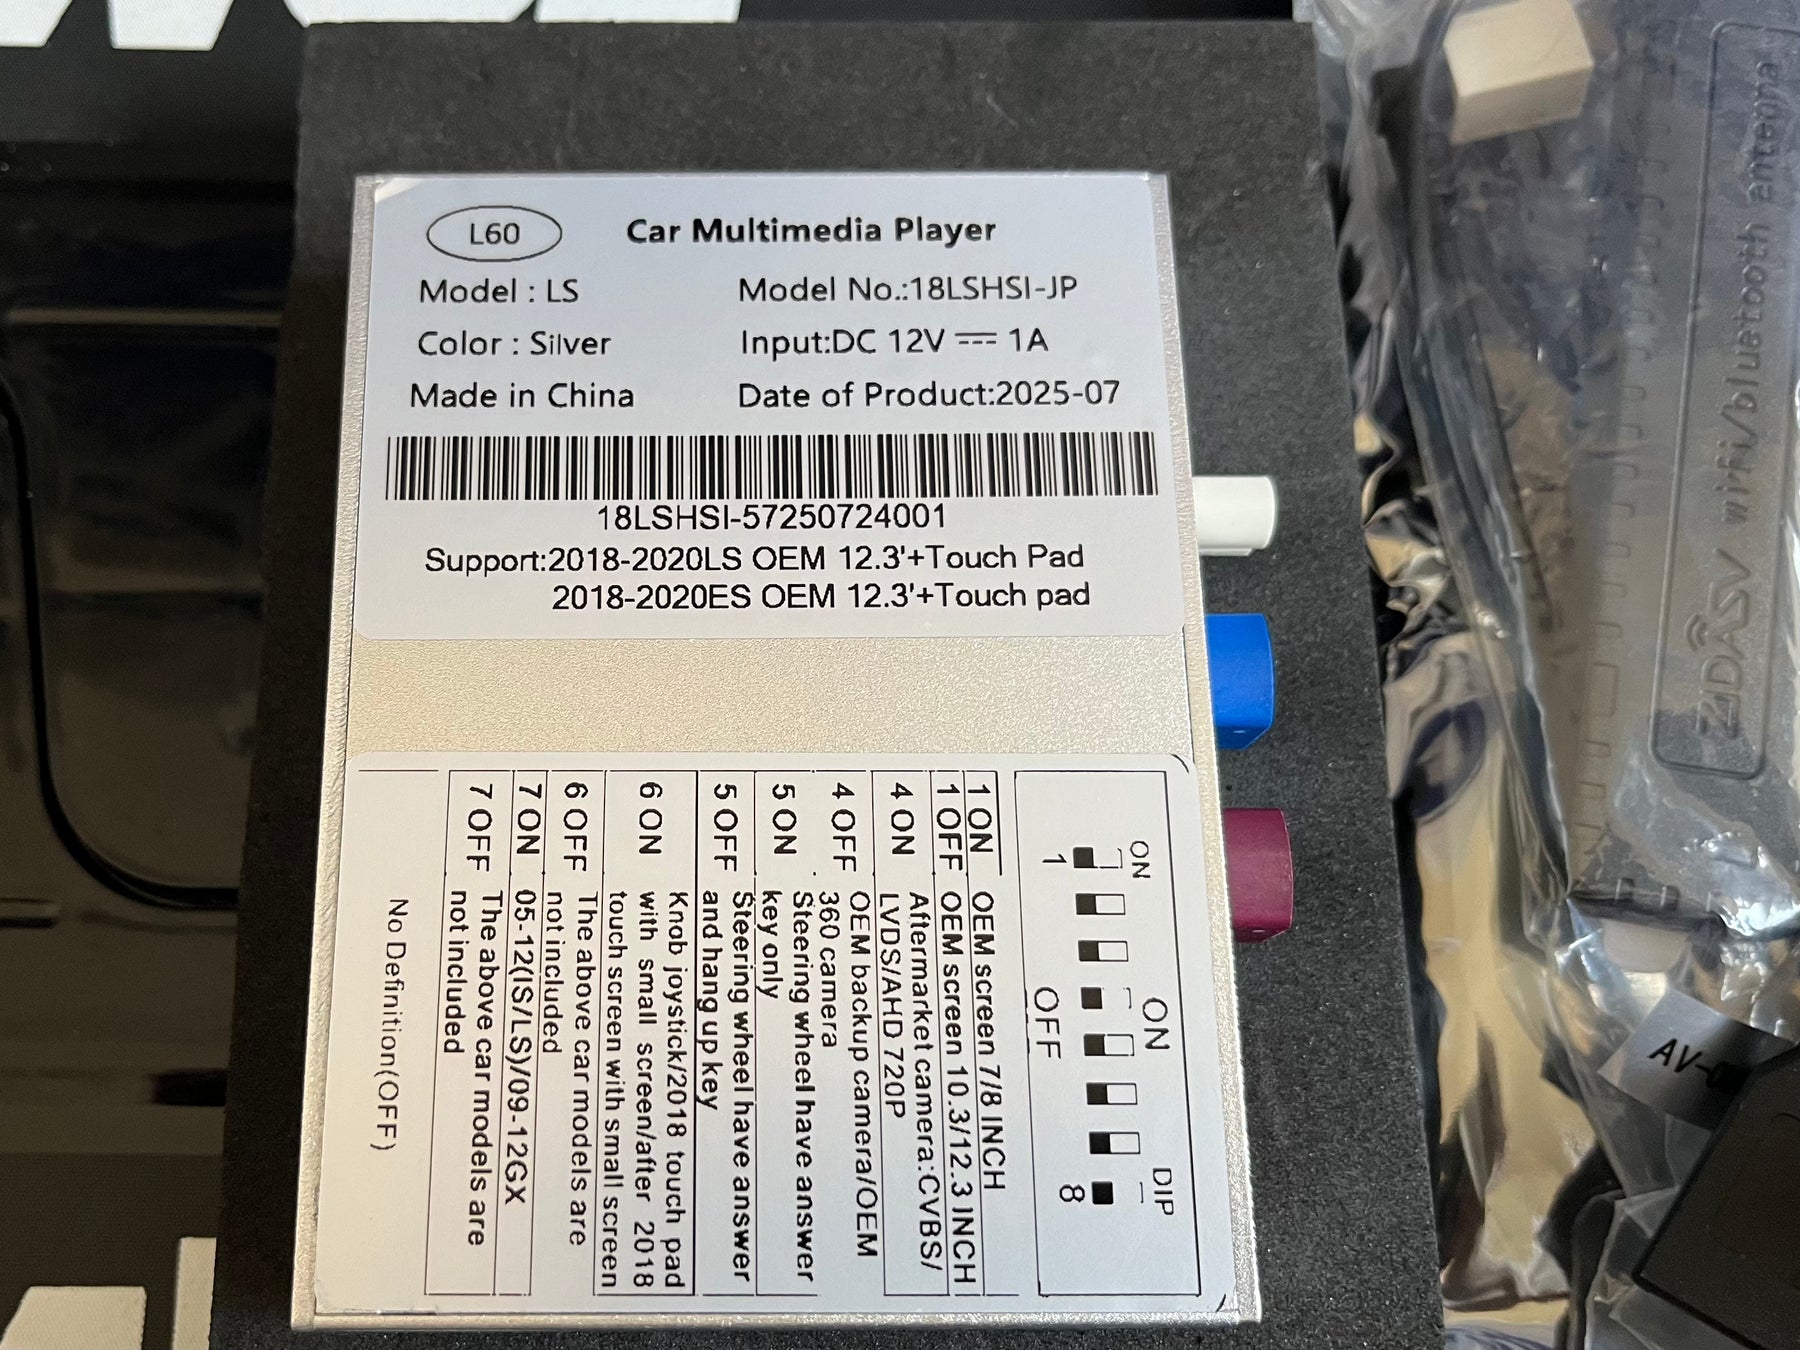 L60
Car Multimedia Player
Model : LS
Model No.:18LSHSI-JP
Color : Silver
Input:DC 12V 1A
Made in China
Date of Product:2025-07
18LSHSI-57250724001
Support:2018-2020LS OEM 12.3'+Touch Pad
2018-2020ES OEM 12.3'+Touch pad
ON
ON
DIP
1
OFF
8
1 ON OEM screen 7/8 INCH
1 OFF OEM screen 10.3/12.3 INCH
4 ON Aftermarket camera:CVBS/
LVDS/AHD 720P
4 OFF OEM backup camera/OEM
360 camera
5 ON Steering wheel have answer
key only
5 OFF Steering wheel have answer
and hang up key
6 ON Knob joystick/2018 touch pad
with small screen/after 2018
touch screen with small screen
6 OFF The above car models are
not included
7 ON 05-12(IS/LS)/09-12GX
7 OFF The above car models are
not included
No Definition(OFF)
ZIDASV wifi/bluetooth antenna